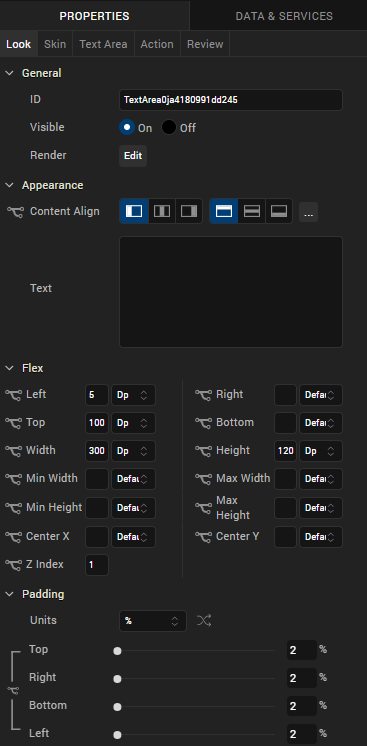 PROPERTIES DATA & SERVICES
Look Skin Text Area Action Review
General
ID TextArea0ja4180991dd245
Visible On Off
Render Edit
Appearance
Content Align ...
Text
Flex
Left 5 Dp Right Defau
Top 100 Dp Bottom Defau
Width 300 Dp Height 120 Dp
Min Width Defau Max Width Defau
Min Height Defau Max Height Defau
Center X Defau Center Y Defau
Z Index 1
Padding
Units %
Top 2 %
Right 2 %
Bottom 2 %
Left 2 %